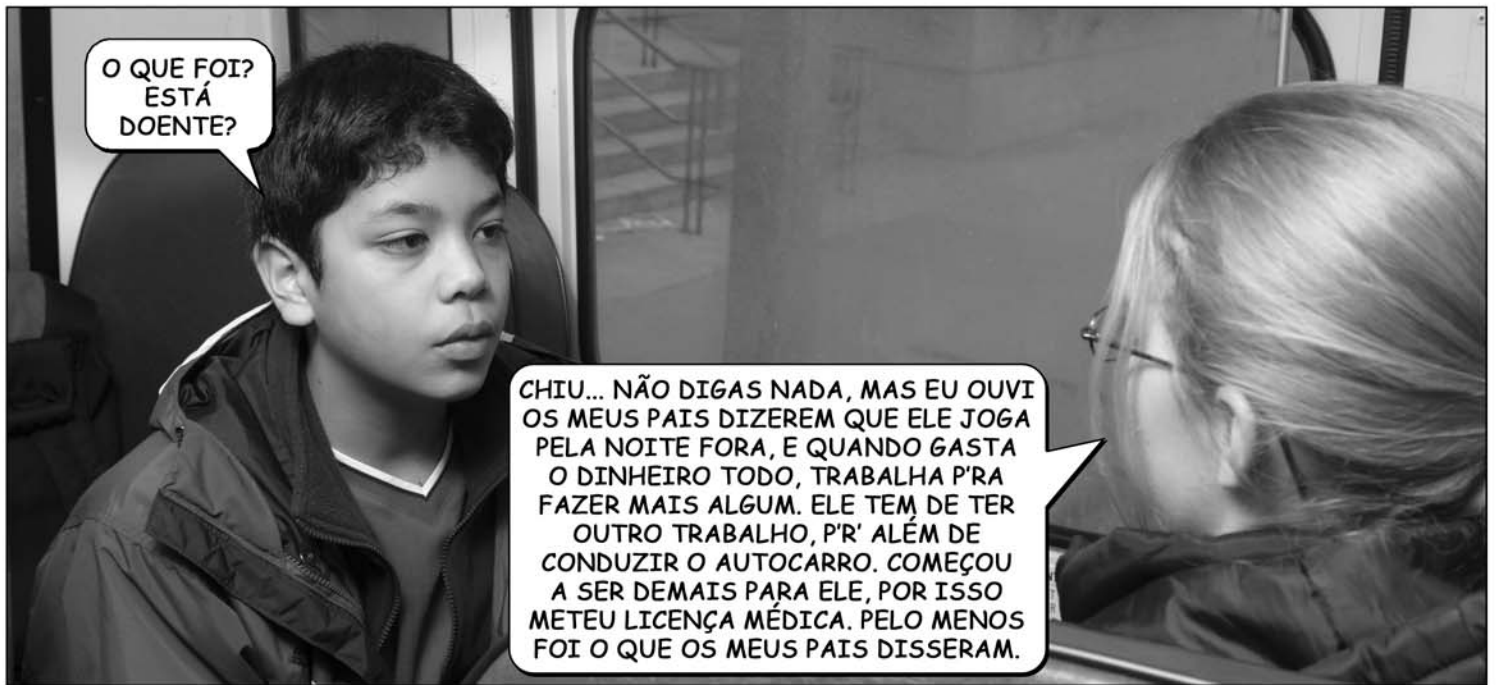 O QUE FOI?
ESTÁ
DOENTE?
CHIU... NÃO DIGAS NADA, MAS EU OUVI
OS MEUS PAIS DIZEREM QUE ELE JOGA
PELA NOITE FORA, E QUANDO GASTA
O DINHEIRO TODO, TRABALHA P'RA
FAZER MAIS ALGUM. ELE TEM DE TER
OUTRO TRABALHO, P'R' ALÉM DE
CONDUZIR O AUTOCARRO. COMEÇOU
A SER DEMAIS PARA ELE, POR ISSO
METEU LICENÇA MÉDICA. PELO MENOS
FOI O QUE OS MEUS PAIS DISSERAM.